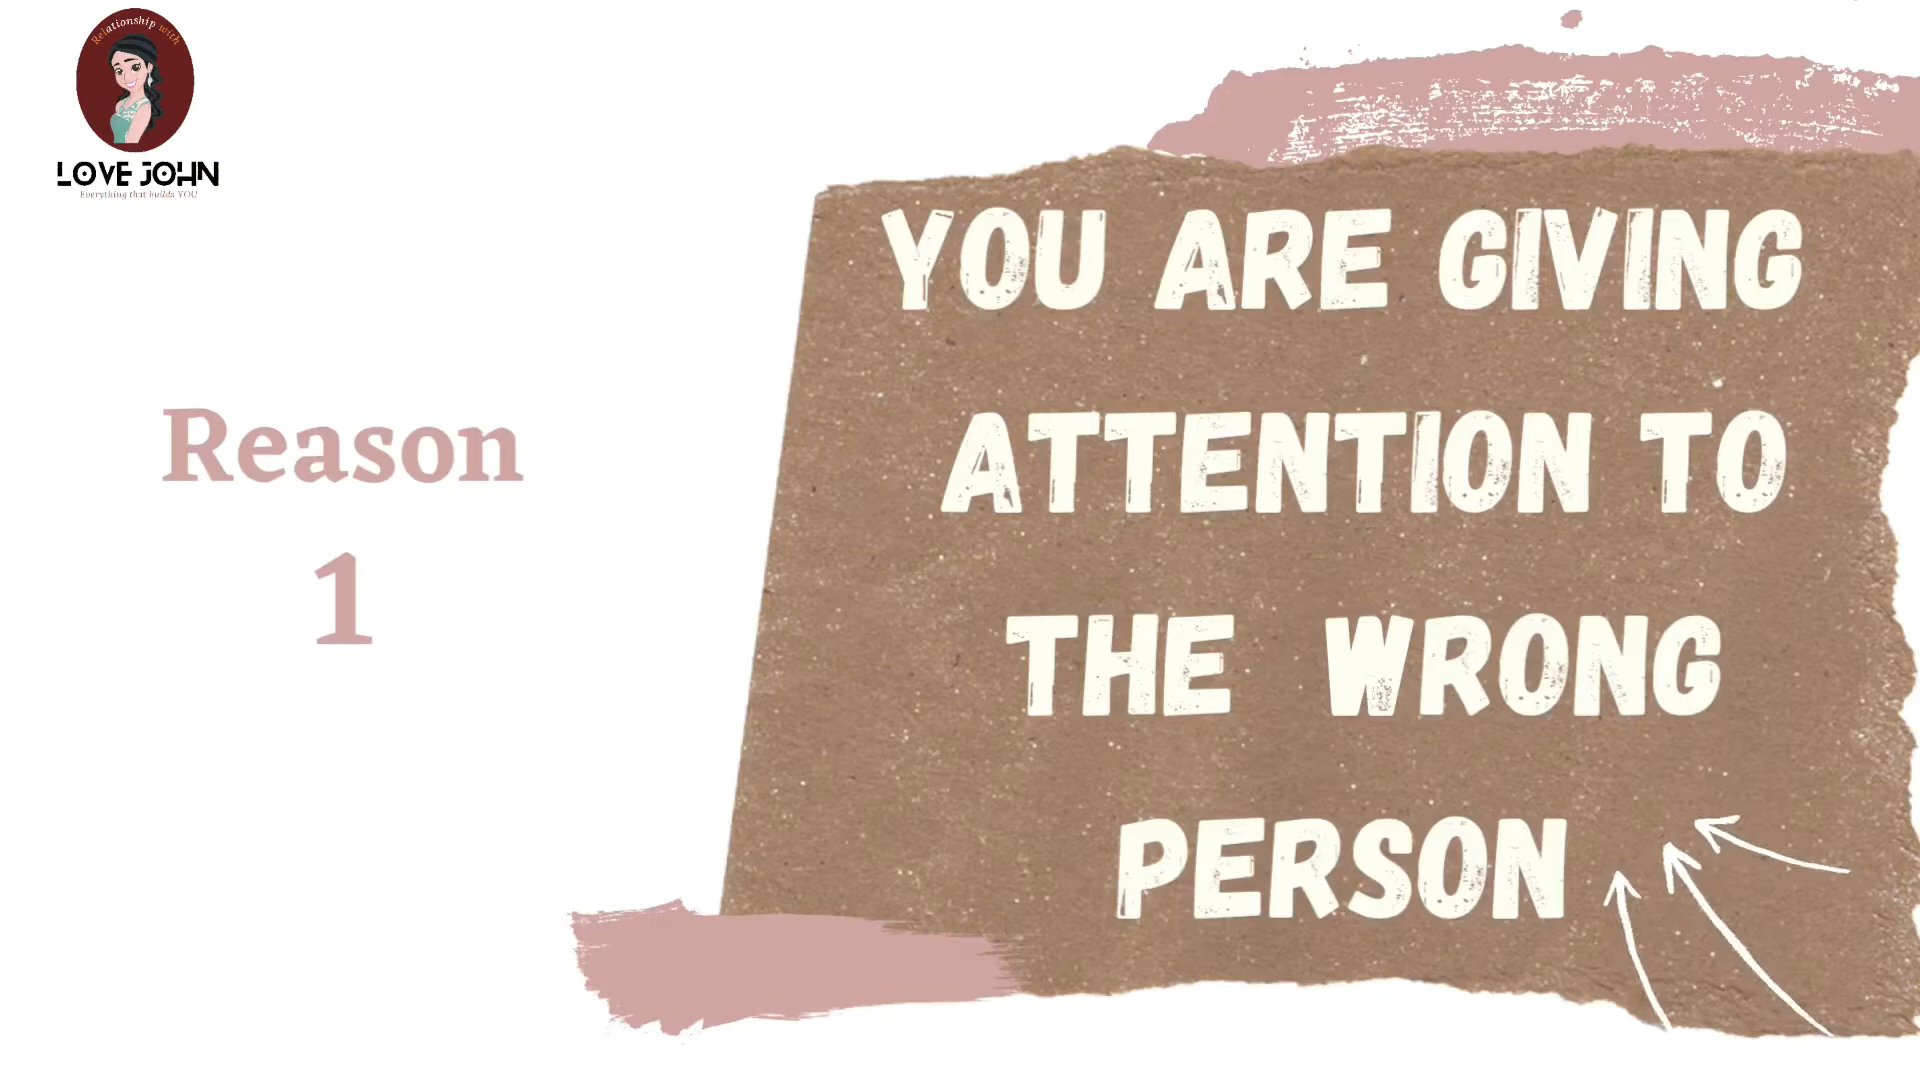 Relationship with
LOVE JOHN
Everything that builds YOU
Reason
1
YOU ARE GIVING
ATTENTION TO
THE WRONG
PERSON